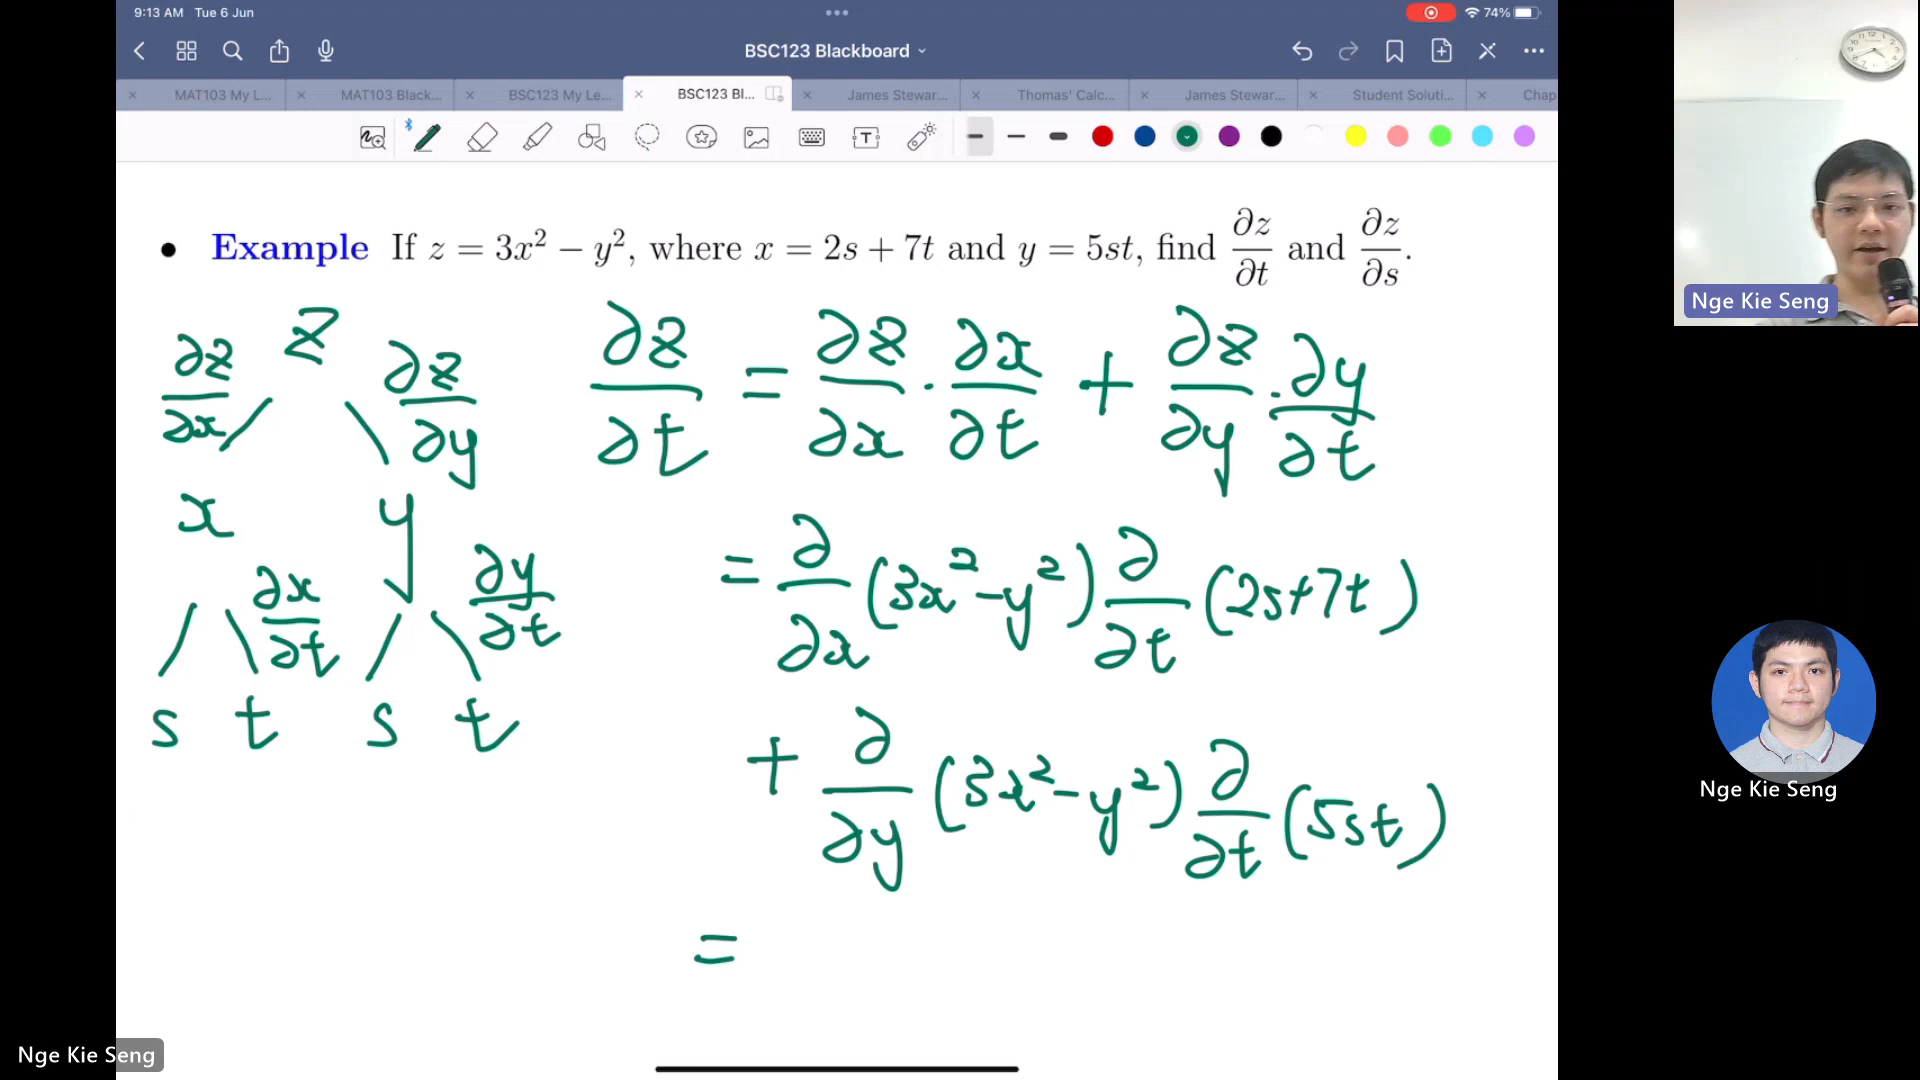 9:13 AM Tue 6 Jun
74%
BSC123 Blackboard
MAT103 My L...
MAT103 Black...
BSC123 My Le...
BSC123 Bl...
James Stewar...
Thomas' Calc...
James Stewar...
Student Soluti...
Chap
• Example If z = 3x² − y², where x = 2s + 7t and y = 5st, find ∂z/∂t and ∂z/∂s.
z
∂z/∂x
∂z/∂y
x y
∂x/∂t
∂y/∂t
s t s t
∂z/∂t = ∂z/∂x · ∂x/∂t + ∂z/∂y · ∂y/∂t
= ∂/∂x (3x² − y²) ∂/∂t (2s+7t)
+ ∂/∂y (3x² − y²) ∂/∂t (5st)
=
Nge Kie Seng
Nge Kie Seng
Nge Kie Seng